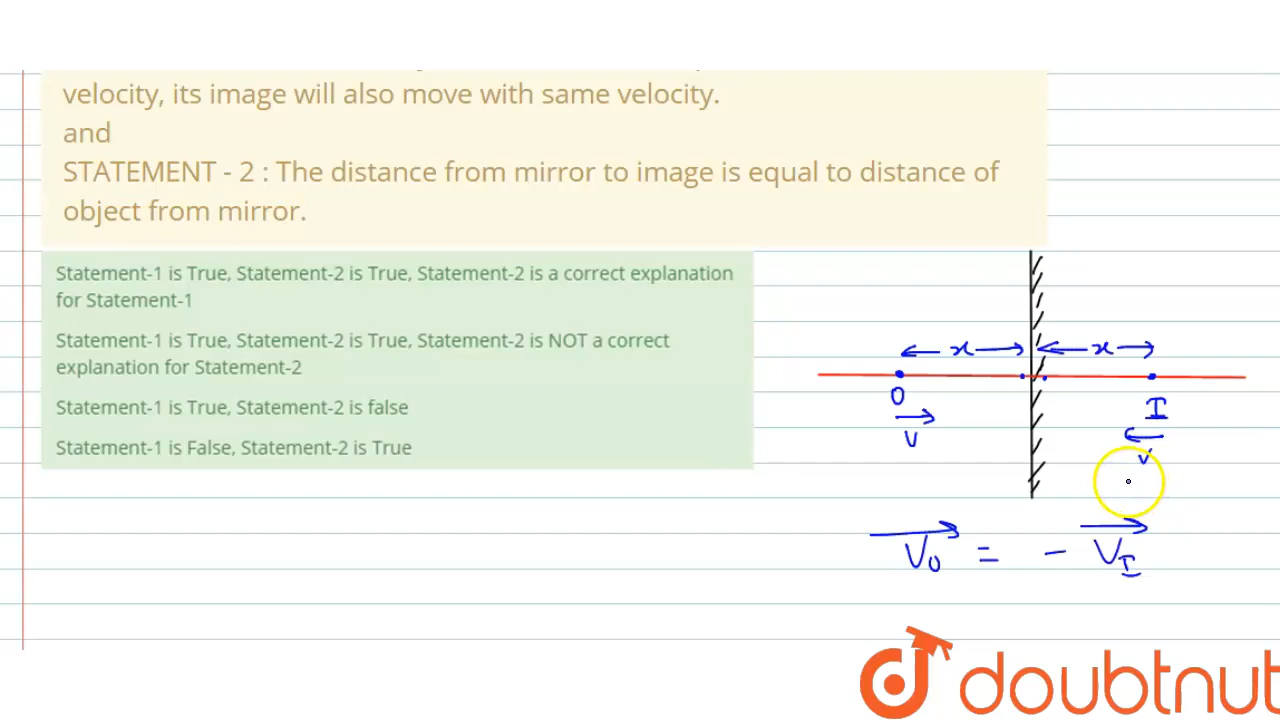 velocity, its image will also move with same velocity.
and
STATEMENT - 2 : The distance from mirror to image is equal to distance of
object from mirror.
Statement-1 is True, Statement-2 is True, Statement-2 is a correct explanation
for Statement-1
Statement-1 is True, Statement-2 is True, Statement-2 is NOT a correct
explanation for Statement-2
Statement-1 is True, Statement-2 is false
Statement-1 is False, Statement-2 is True
x x
O I
V V
V₀ = - V_I
doubtnut